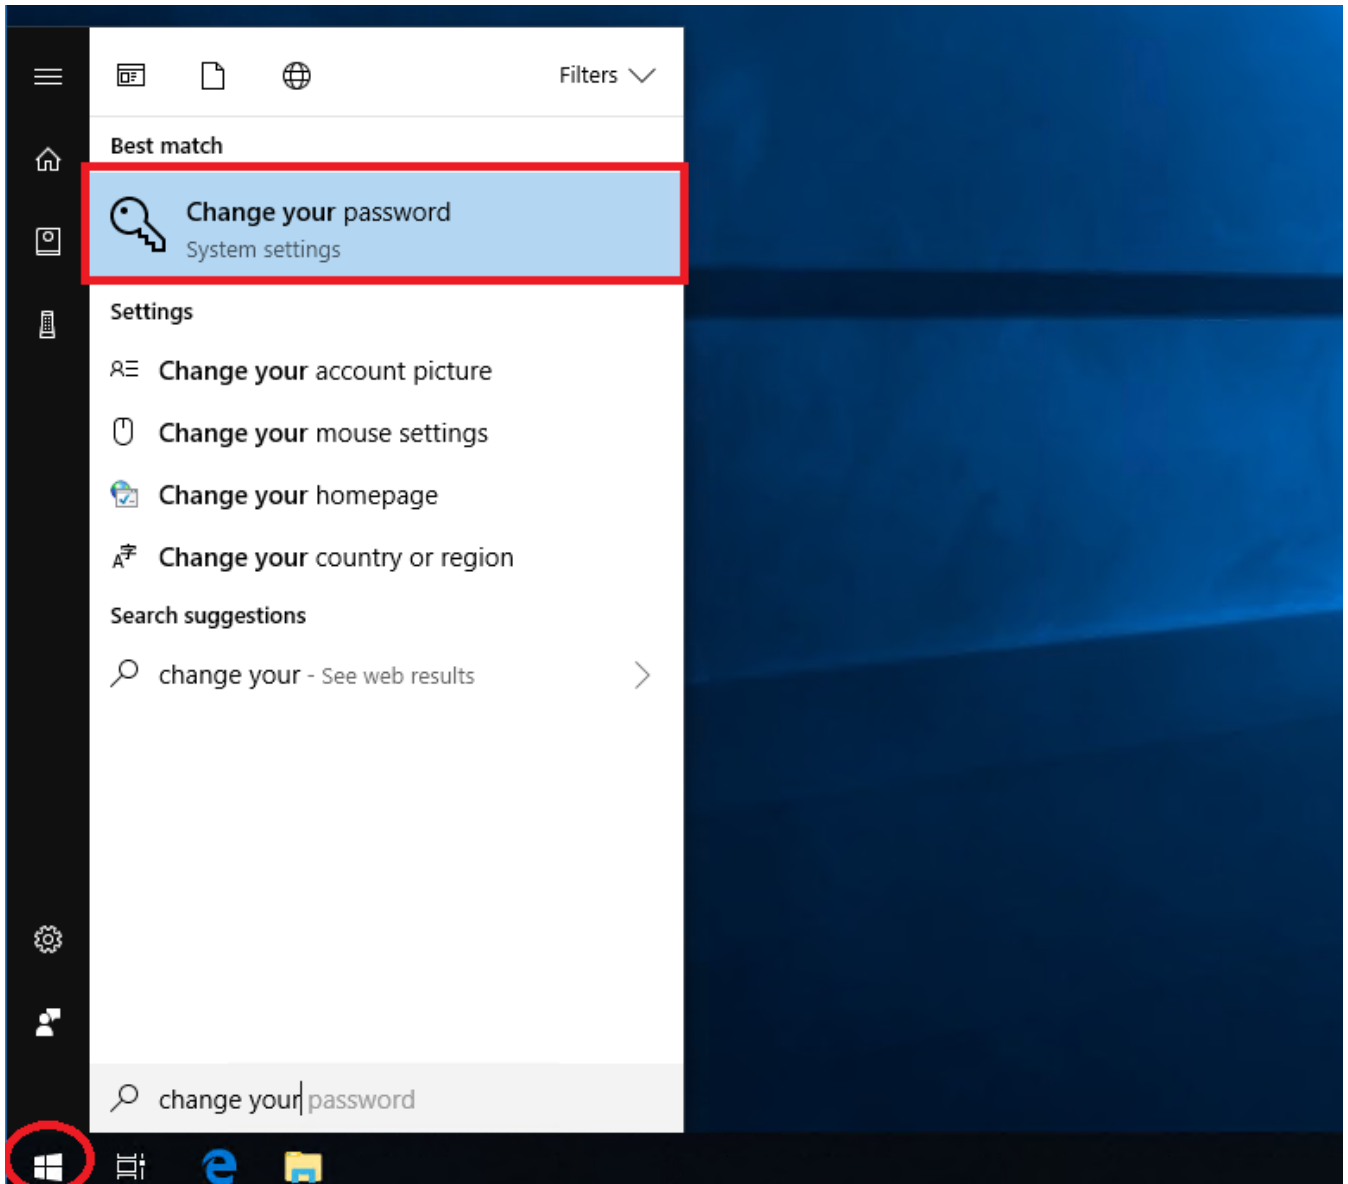 Filters
Best match
Change your password
System settings
Settings
Change your account picture
Change your mouse settings
Change your homepage
Change your country or region
Search suggestions
change your - See web results
change your password